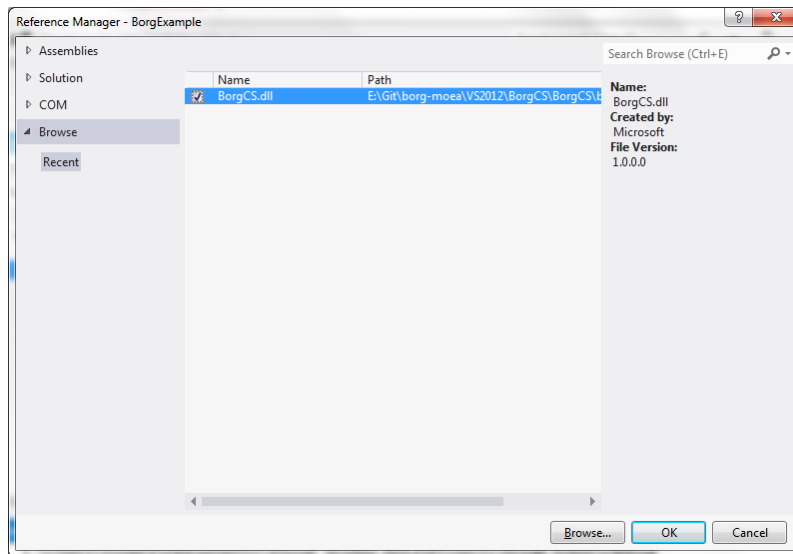 Reference Manager - BorgExample
Assemblies
Solution
COM
Browse
Recent
Name Path
BorgCS.dll E:\Git\borg-moea\VS2012\BorgCS\BorgCS\b
Search Browse (Ctrl+E)
Name:
BorgCS.dll
Created by:
Microsoft
File Version:
1.0.0.0
Browse... OK Cancel